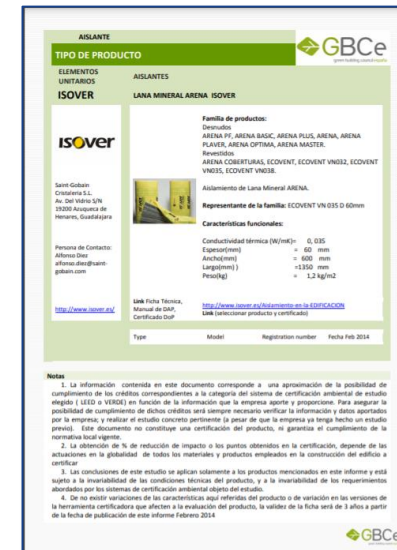 AISLANTE
GBCe
green building council españa
TIPO DE PRODUCTO
ELEMENTOS
UNITARIOS
AISLANTES
ISOVER
LANA MINERAL ARENA ISOVER
isover
Saint-Gobain
Cristaleria S.L.
Av. Del Vidrio S/N
19200 Azuqueca de
Henares, Guadalajara
Persona de Contacto:
Alfonso Diez
alfonso.diez@saint-
gobain.com
http://www.isover.es/
Familia de productos:
Desnudos
ARENA PF, ARENA BASIC, ARENA PLUS, ARENA, ARENA
PLAVER, ARENA OPTIMA, ARENA MASTER.
Revestidos
ARENA COBERTURAS, ECOVENT, ECOVENT VN032, ECOVENT
VN035, ECOVENT VN038.
Aislamiento de Lana Mineral ARENA.
Representante de la familia: ECOVENT VN 035 D 60mm
Características funcionales:
Conductividad térmica (W/mK)= 0, 035
Espesor(mm) = 60 mm
Ancho(mm) = 600 mm
Largo(mm) ) =1350 mm
Peso(kg) = 1,2 kg/m2
Link Ficha Técnica,
Manual de DAP,
Certificado DoP
http://www.isover.es/Aislamiento-en-la-EDIFICACION
Link (seleccionar producto y certificado)
Type Model Registration number Fecha Feb 2014
Notas
1. La información contenida en este documento corresponde a una aproximación de la posibilidad de
cumplimiento de los créditos correspondientes a la categoría del sistema de certificación ambiental de estudio
elegido ( LEED o VERDE) en función de la información que la empresa aporte y proporcione. Para asegurar la
posibilidad de cumplimiento de dichos créditos será siempre necesario verificar la información y datos aportados
por la empresa; y realizar el estudio concreto pertinente (a pesar de que la empresa ya tenga hecho un estudio
previo). Este documento no constituye una certificación del producto, ni garantiza el cumplimiento de la
normativa local vigente.
2. La obtención de % de reducción de impacto o los puntos obtenidos en la certificación, depende de las
actuaciones en la globalidad de todos los materiales y productos empleados en la construcción del edificio a
certificar
3. Las conclusiones de este estudio se aplican solamente a los productos mencionados en este informe y está
sujeto a la invariabilidad de las condiciones técnicas del producto, y a la invariabilidad de los requerimientos
abordados por los sistemas de certificación ambiental objeto del estudio.
4. De no existir variaciones de las características aquí referidas del producto o de variación en las versiones de
la herramienta certificadora que afecten a la evaluación del producto, la validez de la ficha será de 3 años a partir
de la fecha de publicación de este informe Febrero 2014
GBCe